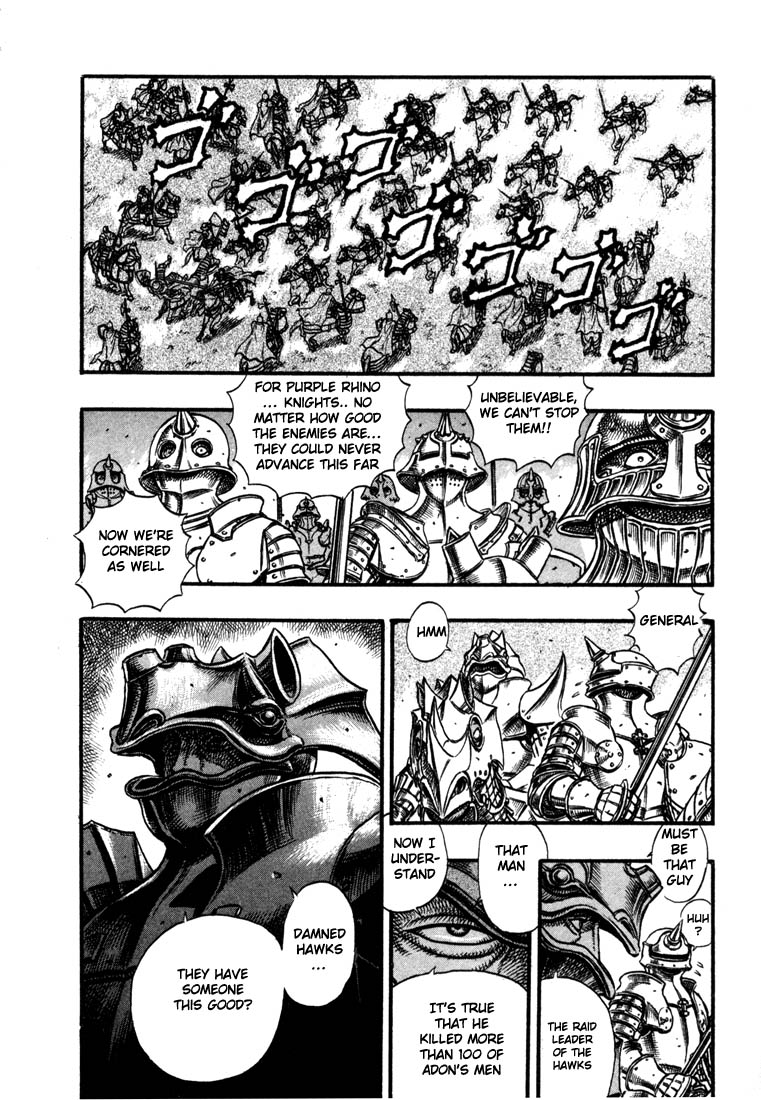 ゴゴゴゴゴゴゴ
UNBELIEVABLE,
WE CAN'T STOP
THEM!!
FOR PURPLE RHINO
... KNIGHTS.. NO
MATTER HOW GOOD
THE ENEMIES ARE...
THEY COULD NEVER
ADVANCE THIS FAR
NOW WE'RE
CORNERED
AS WELL
GENERAL
HMM
MUST
BE
THAT
GUY
HUH
?
THE RAID
LEADER
OF THE
HAWKS
THAT
MAN
...
NOW I
UNDER-
STAND
IT'S TRUE
THAT HE
KILLED MORE
THAN 100 OF
ADON'S MEN
DAMNED
HAWKS
...
THEY HAVE
SOMEONE
THIS GOOD?